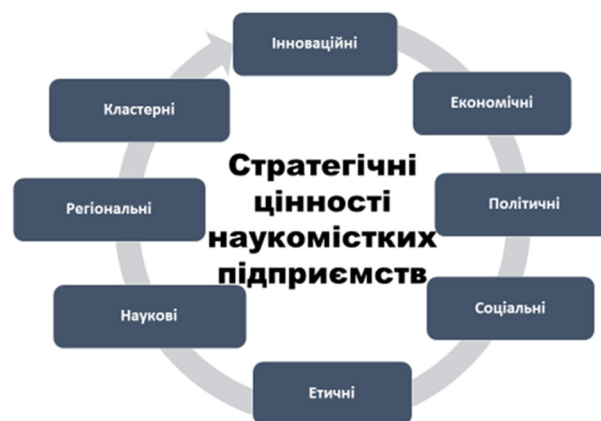 Інноваційні
Економічні
Політичні
Соціальні
Етичні
Наукові
Регіональні
Кластерні
Стратегічні
цінності
наукомістких
підприємств